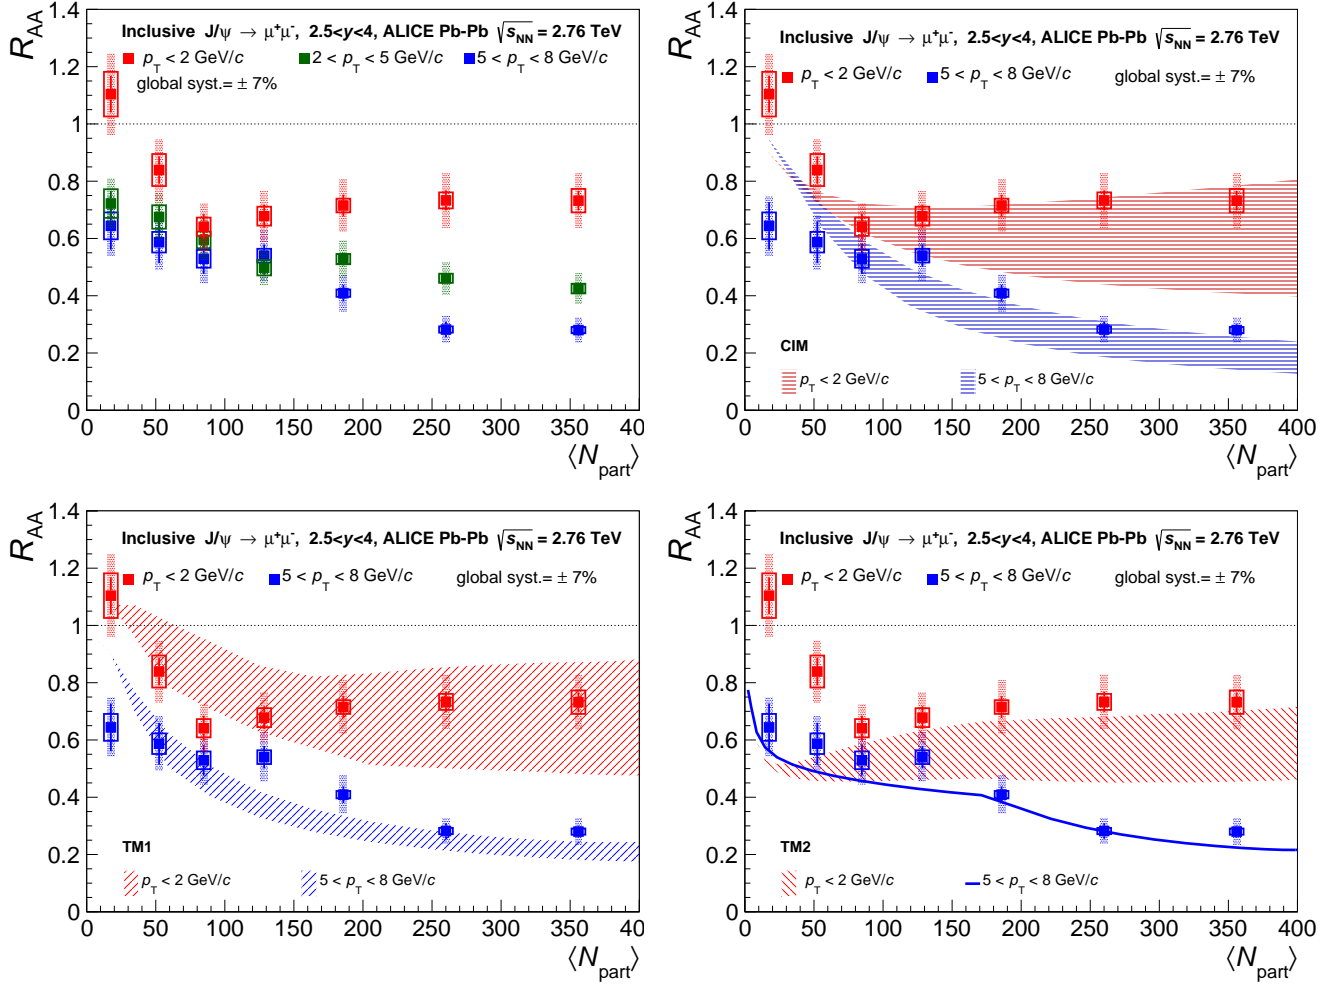 Inclusive J/ψ → μ⁺μ⁻, 2.5<y<4, ALICE Pb-Pb √s_NN = 2.76 TeV
p_T < 2 GeV/c 2 < p_T < 5 GeV/c 5 < p_T < 8 GeV/c
global syst.= ± 7%
R_AA
1.4
1.2
1
0.8
0.6
0.4
0.2
0
0 50 100 150 200 250 300 350 40
⟨N_part⟩
Inclusive J/ψ → μ⁺μ⁻, 2.5<y<4, ALICE Pb-Pb √s_NN = 2.76 TeV
p_T < 2 GeV/c 5 < p_T < 8 GeV/c global syst.= ± 7%
R_AA
1.4
1.2
1
0.8
0.6
0.4
0.2
0
CIM
p_T < 2 GeV/c 5 < p_T < 8 GeV/c
0 50 100 150 200 250 300 350 400
⟨N_part⟩
Inclusive J/ψ → μ⁺μ⁻, 2.5<y<4, ALICE Pb-Pb √s_NN = 2.76 TeV
p_T < 2 GeV/c 5 < p_T < 8 GeV/c global syst.= ± 7%
R_AA
1.4
1.2
1
0.8
0.6
0.4
0.2
0
TM1
p_T < 2 GeV/c 5 < p_T < 8 GeV/c
0 50 100 150 200 250 300 350 400
⟨N_part⟩
Inclusive J/ψ → μ⁺μ⁻, 2.5<y<4, ALICE Pb-Pb √s_NN = 2.76 TeV
p_T < 2 GeV/c 5 < p_T < 8 GeV/c global syst.= ± 7%
R_AA
1.4
1.2
1
0.8
0.6
0.4
0.2
0
TM2
p_T < 2 GeV/c 5 < p_T < 8 GeV/c
0 50 100 150 200 250 300 350 400
⟨N_part⟩